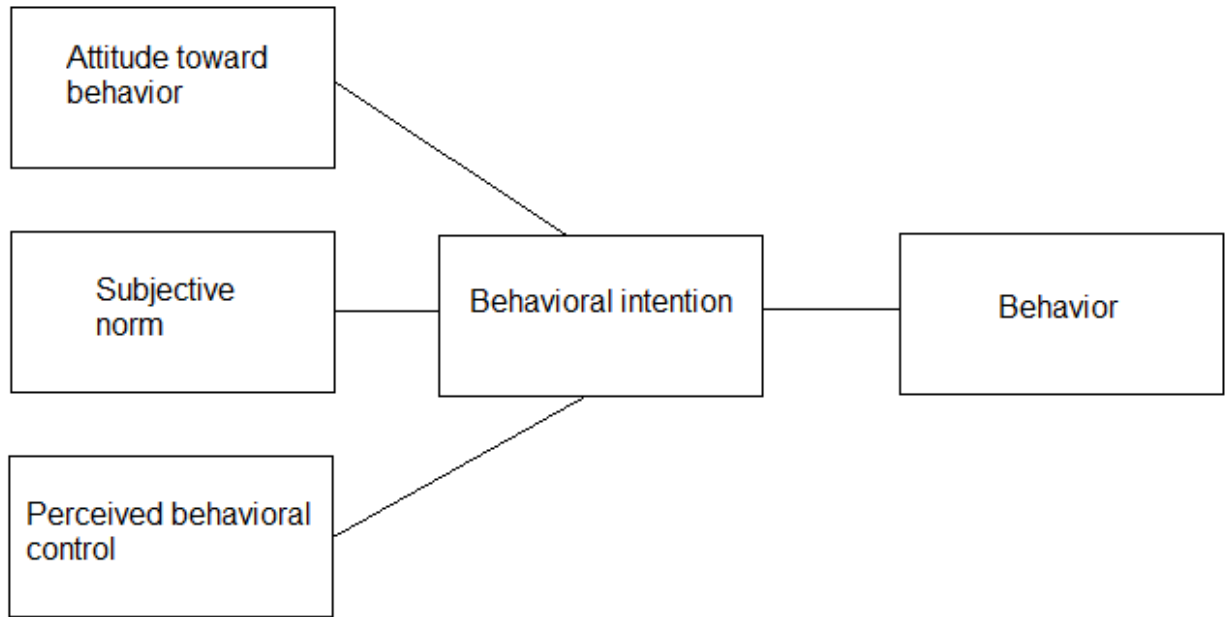 Attitude toward
behavior
Subjective
norm
Behavioral intention
Behavior
Perceived behavioral
control